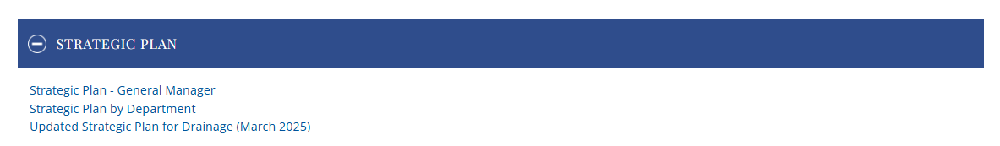 STRATEGIC PLAN
Strategic Plan - General Manager
Strategic Plan by Department
Updated Strategic Plan for Drainage (March 2025)